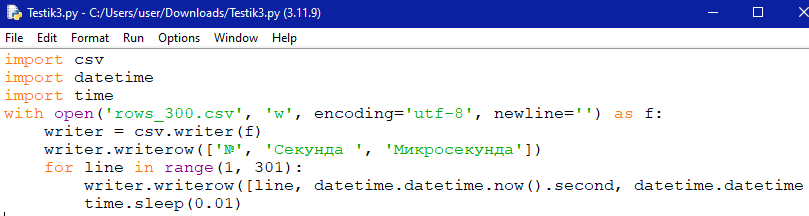 Testik3.py - C:/Users/user/Downloads/Testik3.py (3.11.9)
File Edit Format Run Options Window Help
import csv
import datetime
import time
with open('rows_300.csv', 'w', encoding='utf-8', newline='') as f:
    writer = csv.writer(f)
    writer.writerow(['№', 'Секунда ', 'Микросекунда'])
    for line in range(1, 301):
        writer.writerow([line, datetime.datetime.now().second, datetime.datetime
        time.sleep(0.01)